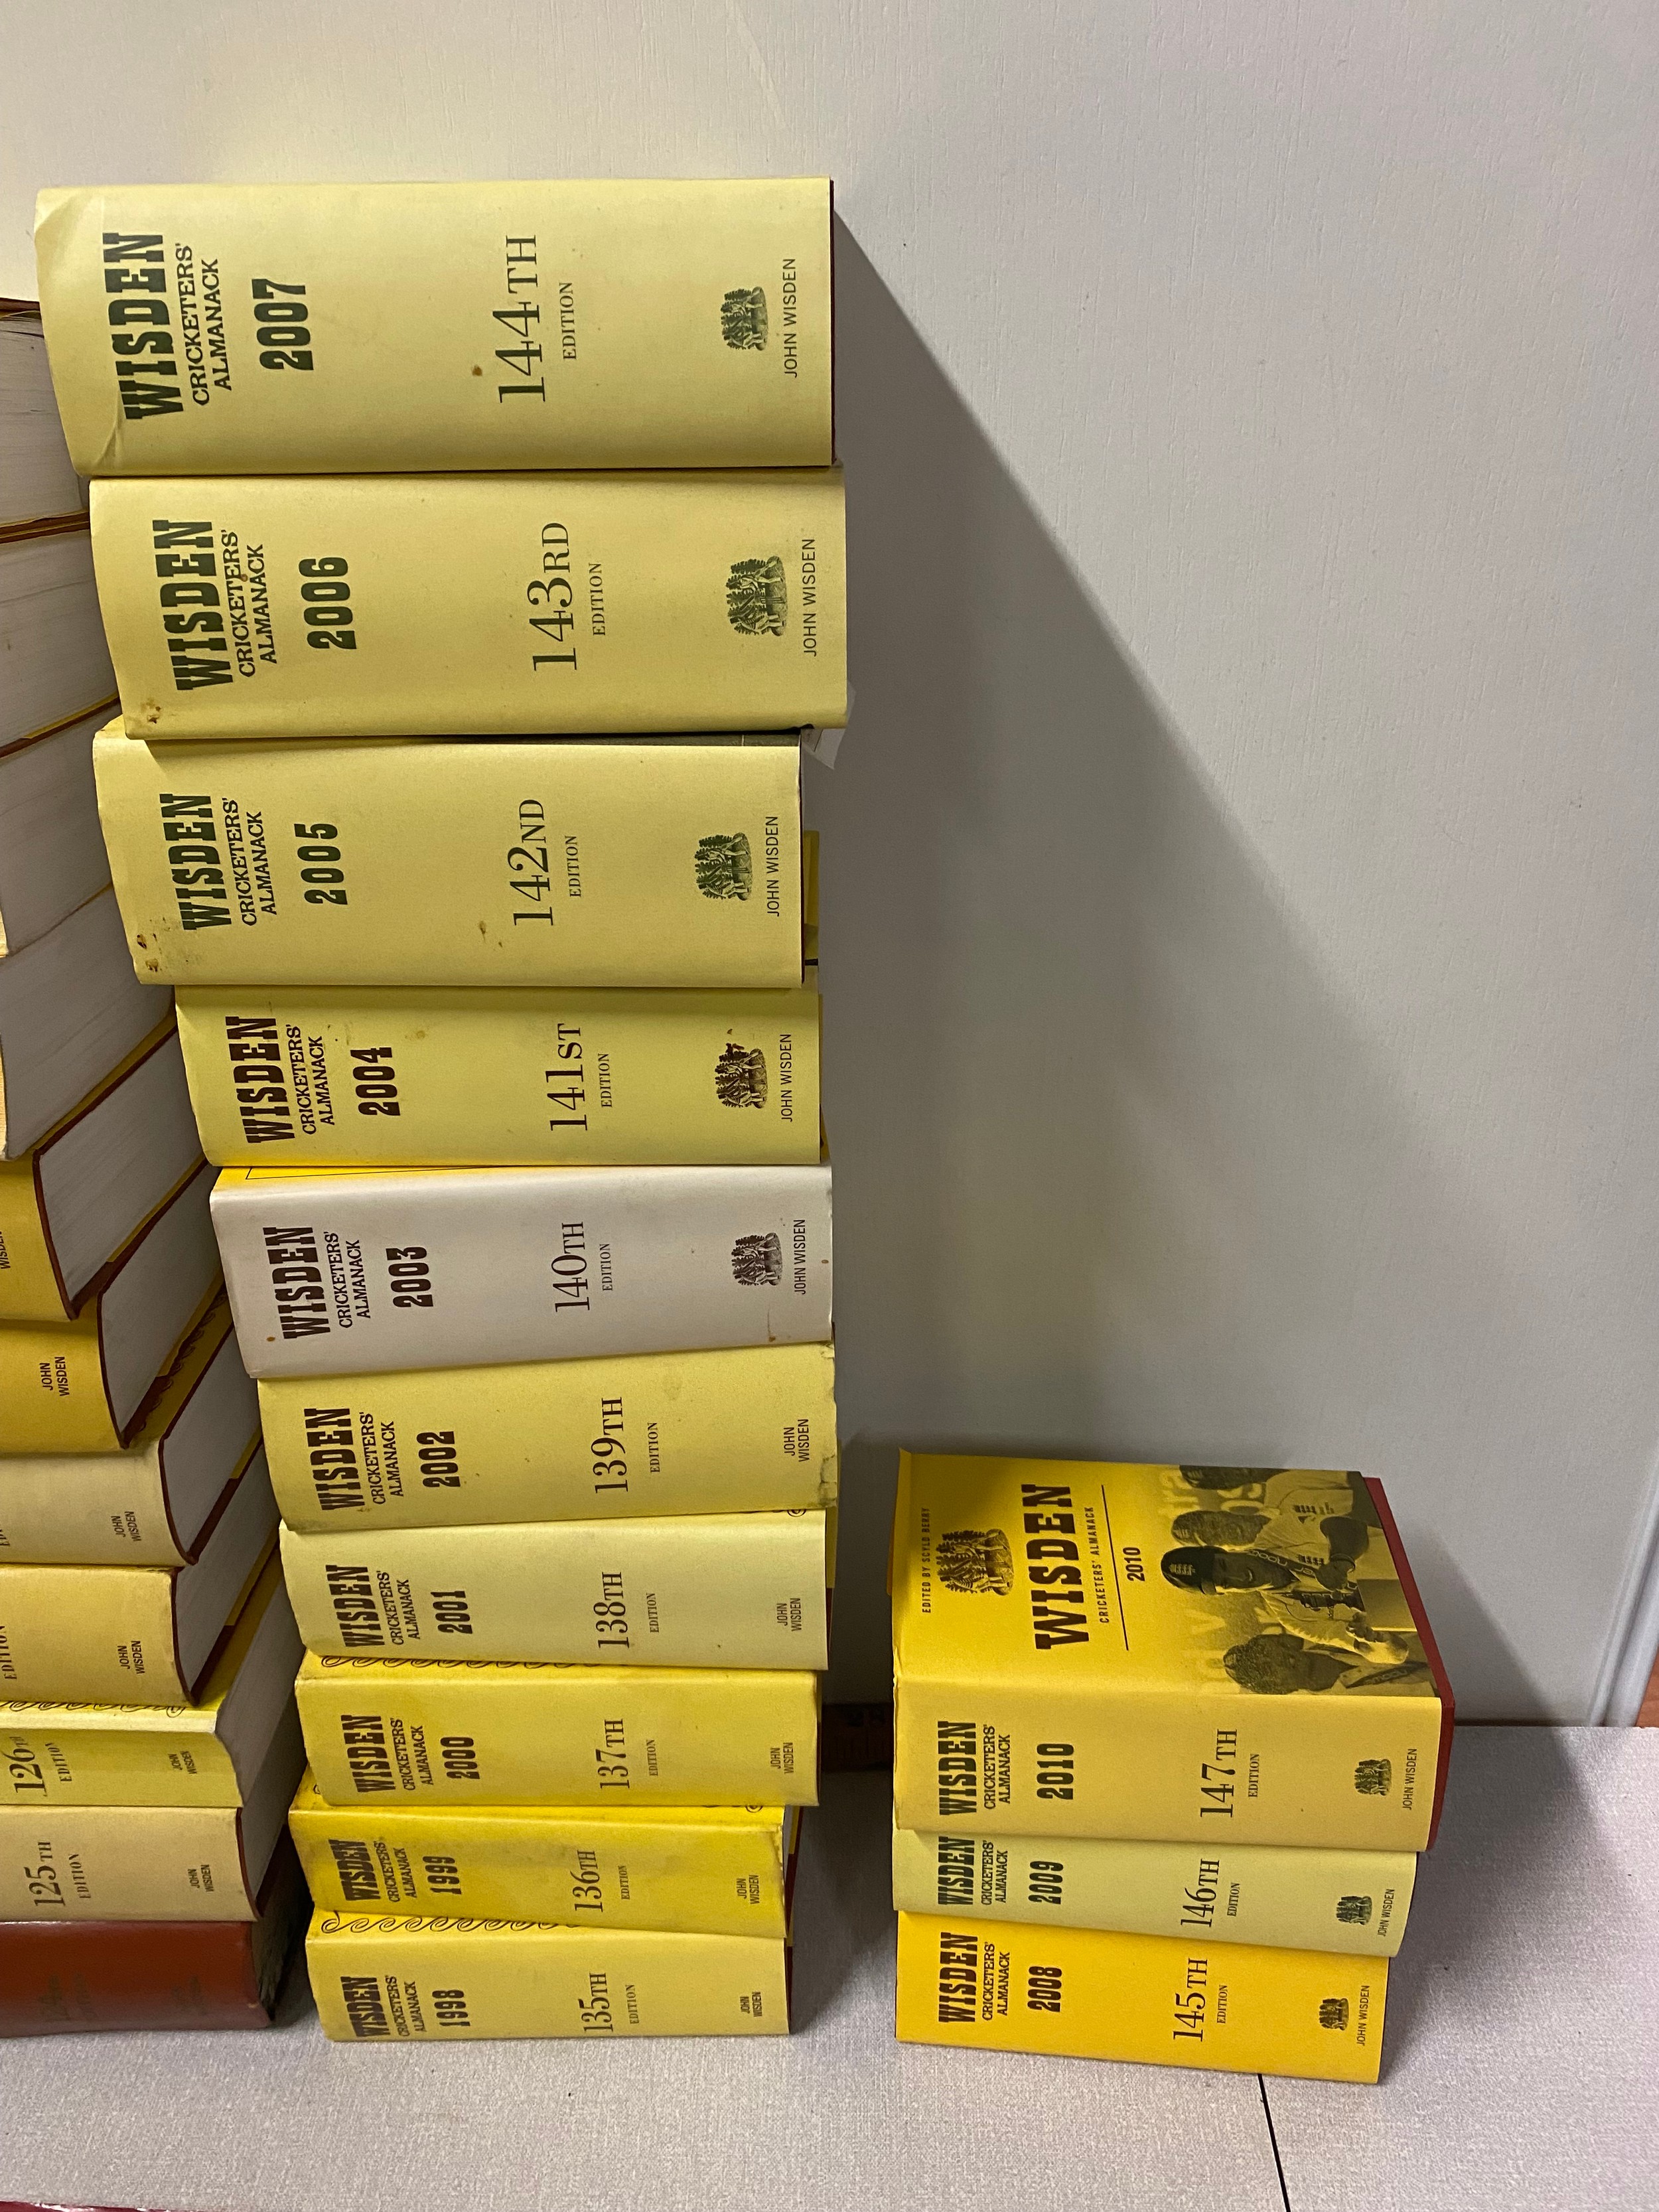 WISDEN
CRICKETERS'
ALMANACK
2007
144TH
EDITION
JOHN WISDEN
WISDEN
CRICKETERS'
ALMANACK
2006
143RD
EDITION
JOHN WISDEN
WISDEN
CRICKETERS'
ALMANACK
2005
142ND
EDITION
JOHN WISDEN
WISDEN
CRICKETERS'
ALMANACK
2004
141ST
EDITION
JOHN WISDEN
WISDEN
CRICKETERS'
ALMANACK
2003
140TH
EDITION
JOHN WISDEN
WISDEN
CRICKETERS'
ALMANACK
2002
139TH
EDITION
JOHN
WISDEN
WISDEN
CRICKETERS'
ALMANACK
2001
138TH
EDITION
JOHN
WISDEN
WISDEN
CRICKETERS'
ALMANACK
2000
137TH
EDITION
JOHN
WISDEN
WISDEN
CRICKETERS'
ALMANACK
1999
136TH
EDITION
JOHN
WISDEN
WISDEN
CRICKETERS'
ALMANACK
1998
135TH
EDITION
JOHN
WISDEN
WISDEN
JOHN
WISDEN
JOHN
WISDEN
EDITION
JOHN
WISDEN
126TH
EDITION
JOHN
WISDEN
125TH
EDITION
JOHN
WISDEN
EDITED BY SCYLD BERRY
WISDEN
CRICKETERS' ALMANACK
2010
WISDEN
CRICKETERS'
ALMANACK
2010
147TH
EDITION
JOHN WISDEN
WISDEN
CRICKETERS'
ALMANACK
2009
146TH
EDITION
JOHN WISDEN
WISDEN
CRICKETERS'
ALMANACK
2008
145TH
EDITION
JOHN WISDEN